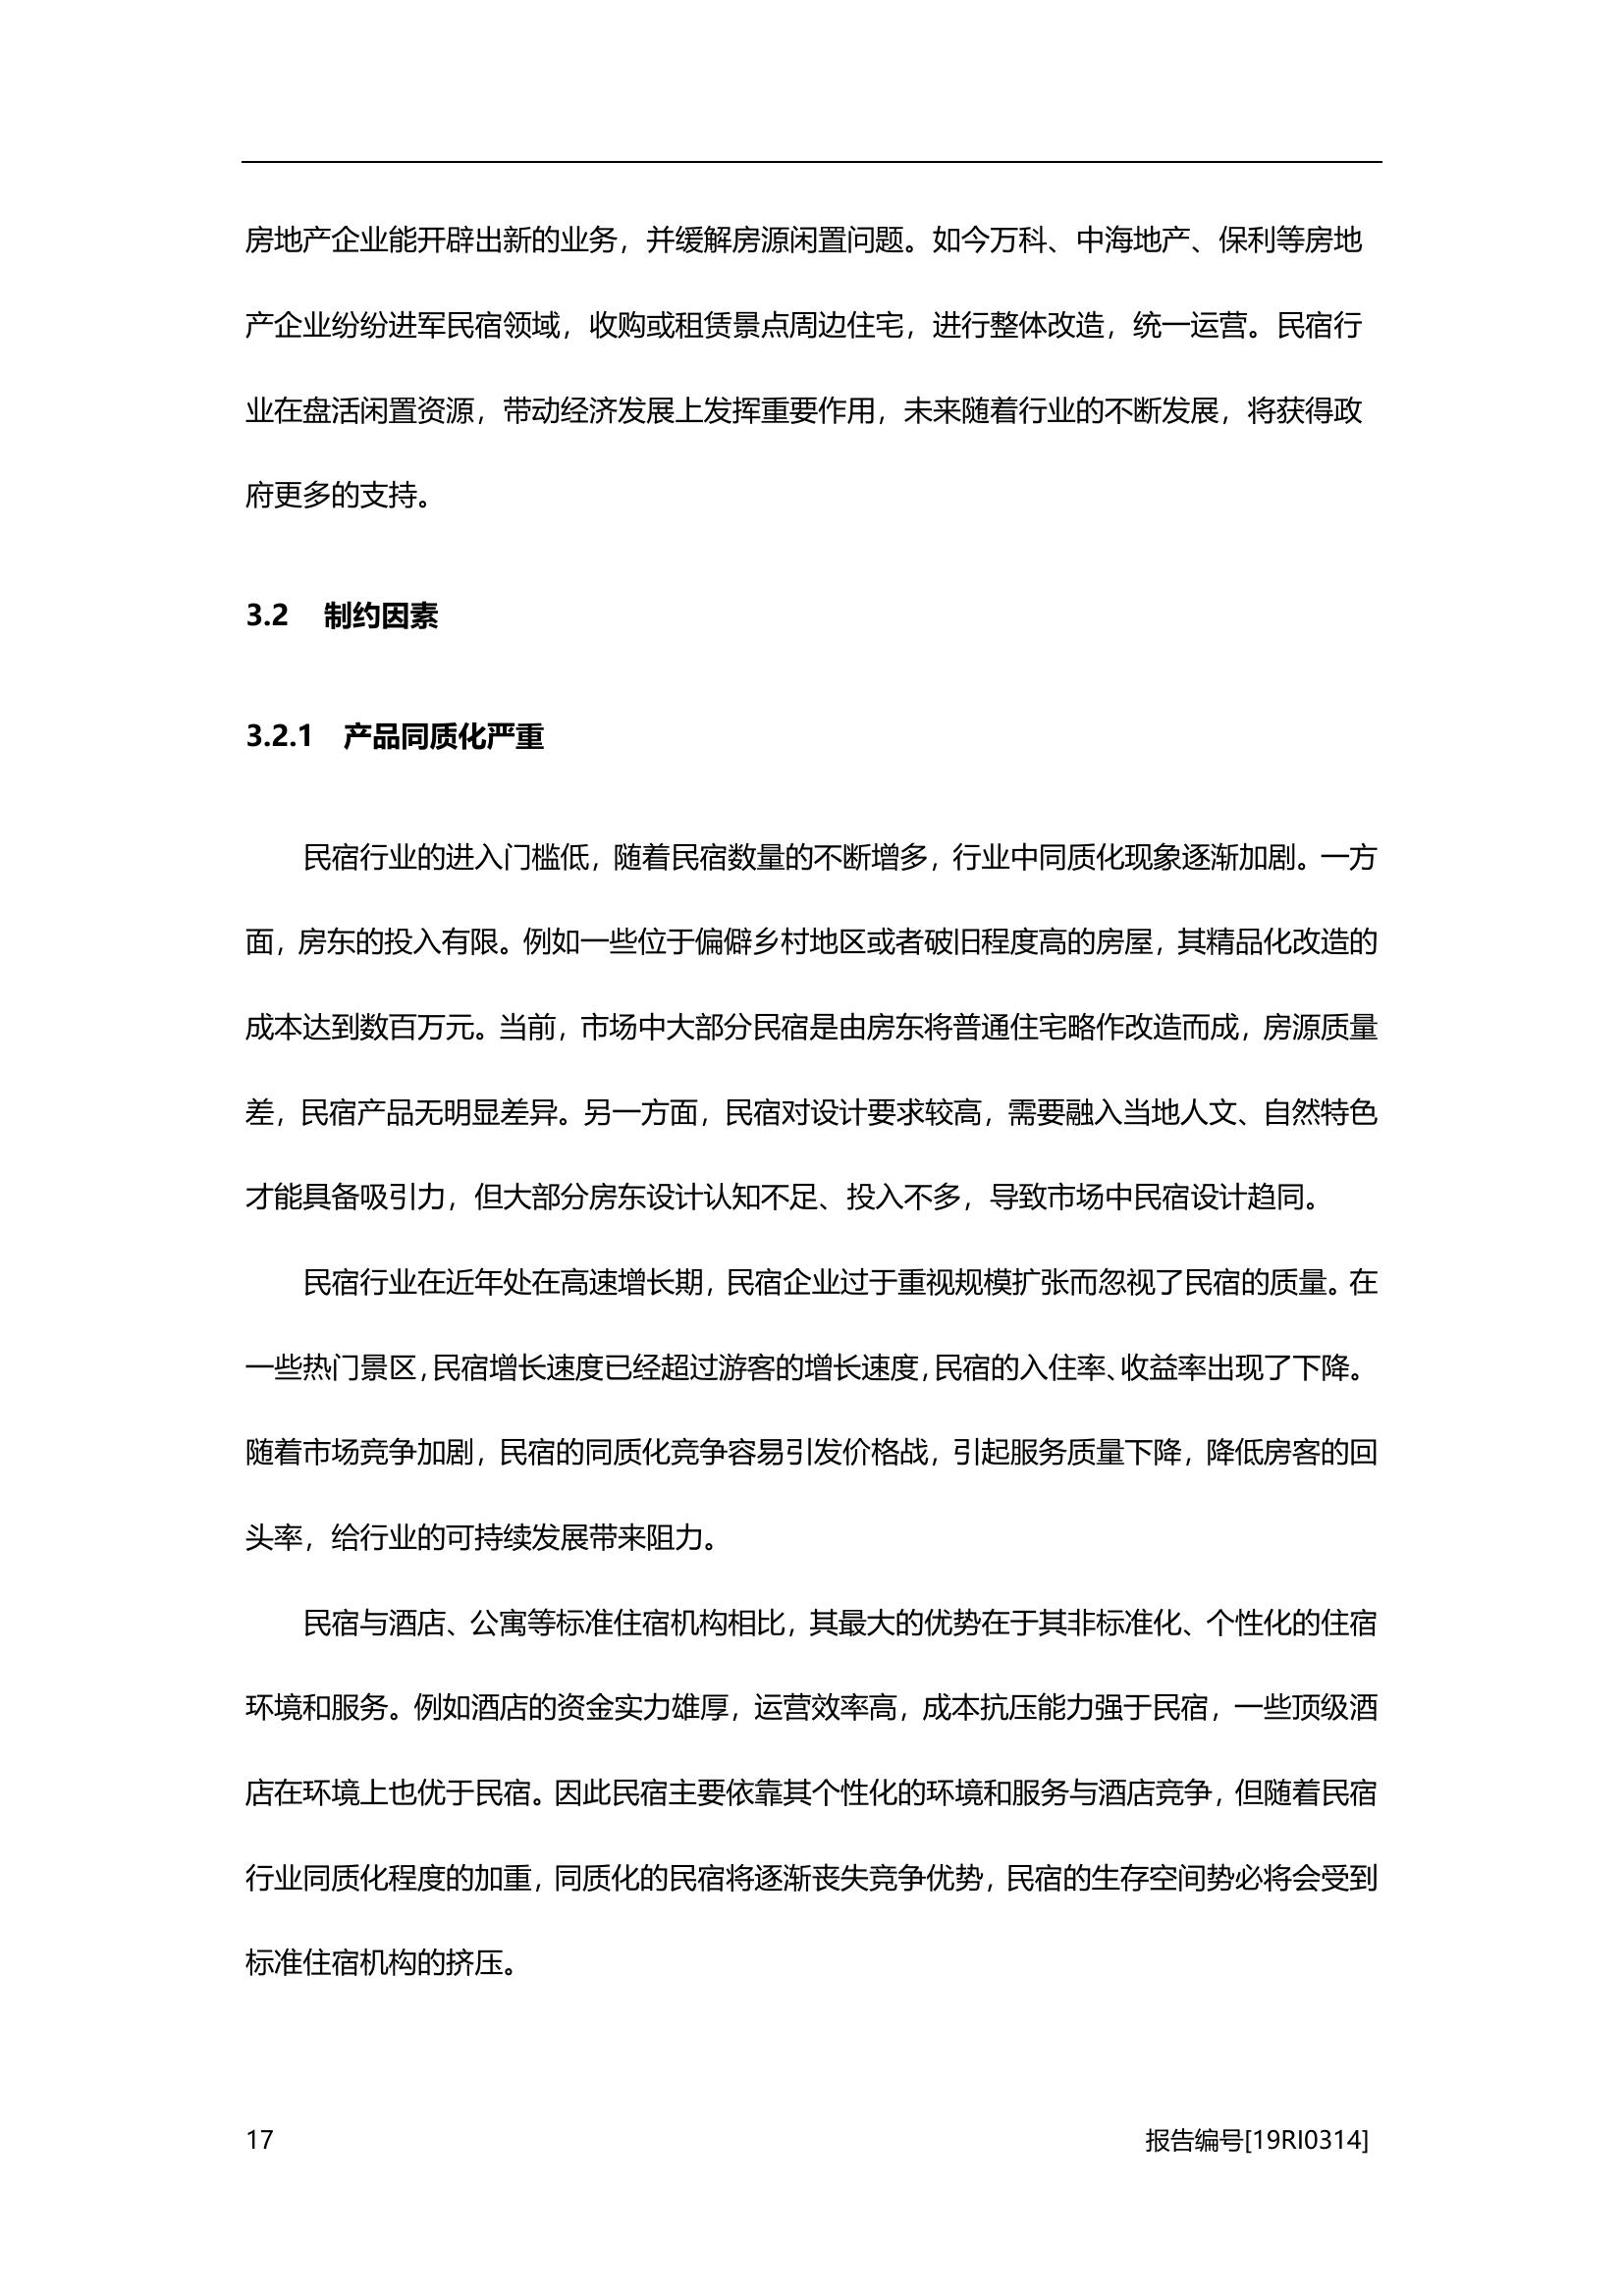 房地产企业能开辟出新的业务，并缓解房源闲置问题。如今万科、中海地产、保利等房地
产企业纷纷进军民宿领域，收购或租赁景点周边住宅，进行整体改造，统一运营。民宿行
业在盘活闲置资源，带动经济发展上发挥重要作用，未来随着行业的不断发展，将获得政
府更多的支持。
3.2 制约因素
3.2.1 产品同质化严重
民宿行业的进入门槛低，随着民宿数量的不断增多，行业中同质化现象逐渐加剧。一方
面，房东的投入有限。例如一些位于偏僻乡村地区或者破旧程度高的房屋，其精品化改造的
成本达到数百万元。当前，市场中大部分民宿是由房东将普通住宅略作改造而成，房源质量
差，民宿产品无明显差异。另一方面，民宿对设计要求较高，需要融入当地人文、自然特色
才能具备吸引力，但大部分房东设计认知不足、投入不多，导致市场中民宿设计趋同。
民宿行业在近年处在高速增长期，民宿企业过于重视规模扩张而忽视了民宿的质量。在
一些热门景区，民宿增长速度已经超过游客的增长速度，民宿的入住率、收益率出现了下降。
随着市场竞争加剧，民宿的同质化竞争容易引发价格战，引起服务质量下降，降低房客的回
头率，给行业的可持续发展带来阻力。
民宿与酒店、公寓等标准住宿机构相比，其最大的优势在于其非标准化、个性化的住宿
环境和服务。例如酒店的资金实力雄厚，运营效率高，成本抗压能力强于民宿，一些顶级酒
店在环境上也优于民宿。因此民宿主要依靠其个性化的环境和服务与酒店竞争，但随着民宿
行业同质化程度的加重，同质化的民宿将逐渐丧失竞争优势，民宿的生存空间势必将会受到
标准住宿机构的挤压。
17 报告编号[19RI0314]